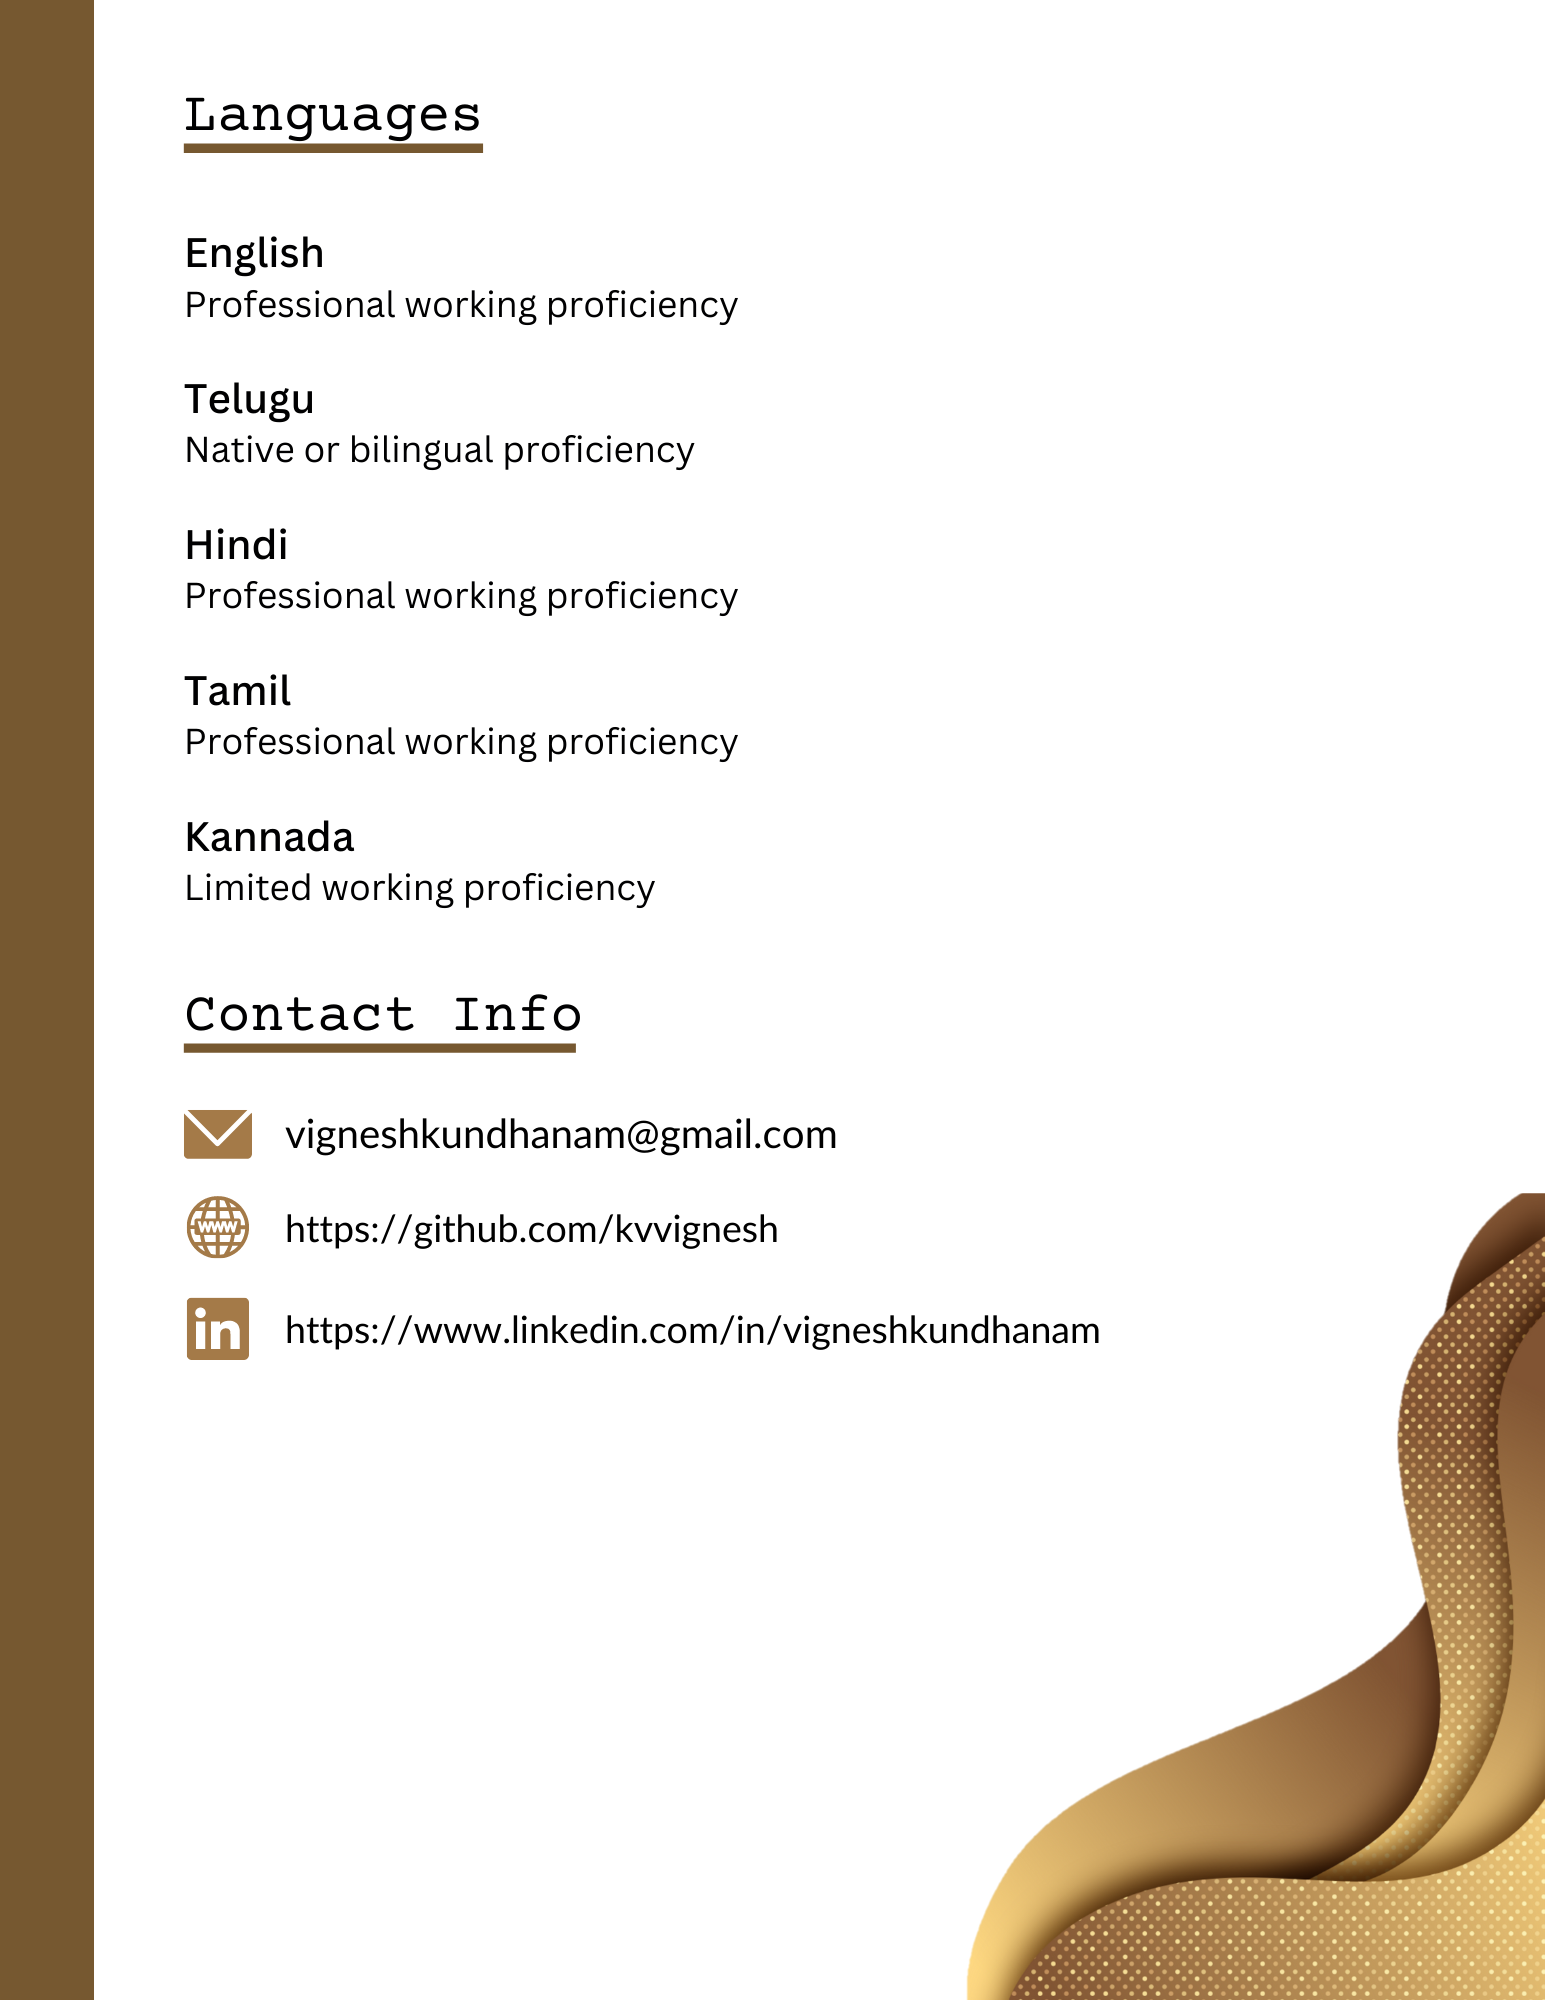 Languages
English
Professional working proficiency
Telugu
Native or bilingual proficiency
Hindi
Professional working proficiency
Tamil
Professional working proficiency
Kannada
Limited working proficiency
Contact Info
vigneshkundhanam@gmail.com
WWW
https://github.com/kvvignesh
in
https://www.linkedin.com/in/vigneshkundhanam